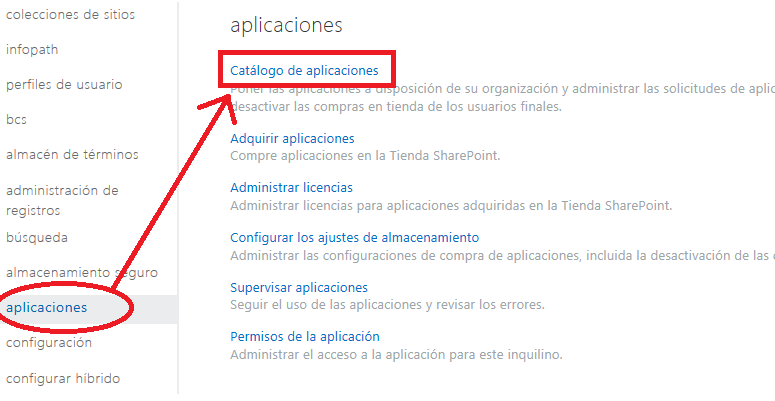 colecciones de sitios
infopath
perfiles de usuario
bcs
almacén de términos
administración de
registros
búsqueda
almacenamiento seguro
aplicaciones
configuración
configurar híbrido
aplicaciones
Catálogo de aplicaciones
Poner las aplicaciones a disposición de su organización y administrar las solicitudes de aplic
desactivar las compras en tienda de los usuarios finales.
Adquirir aplicaciones
Compre aplicaciones en la Tienda SharePoint.
Administrar licencias
Administrar licencias para aplicaciones adquiridas en la Tienda SharePoint.
Configurar los ajustes de almacenamiento
Administrar las configuraciones de compra de aplicaciones, incluida la desactivación de las
Supervisar aplicaciones
Seguir el uso de las aplicaciones y revisar los errores.
Permisos de la aplicación
Administrar el acceso a la aplicación para este inquilino.